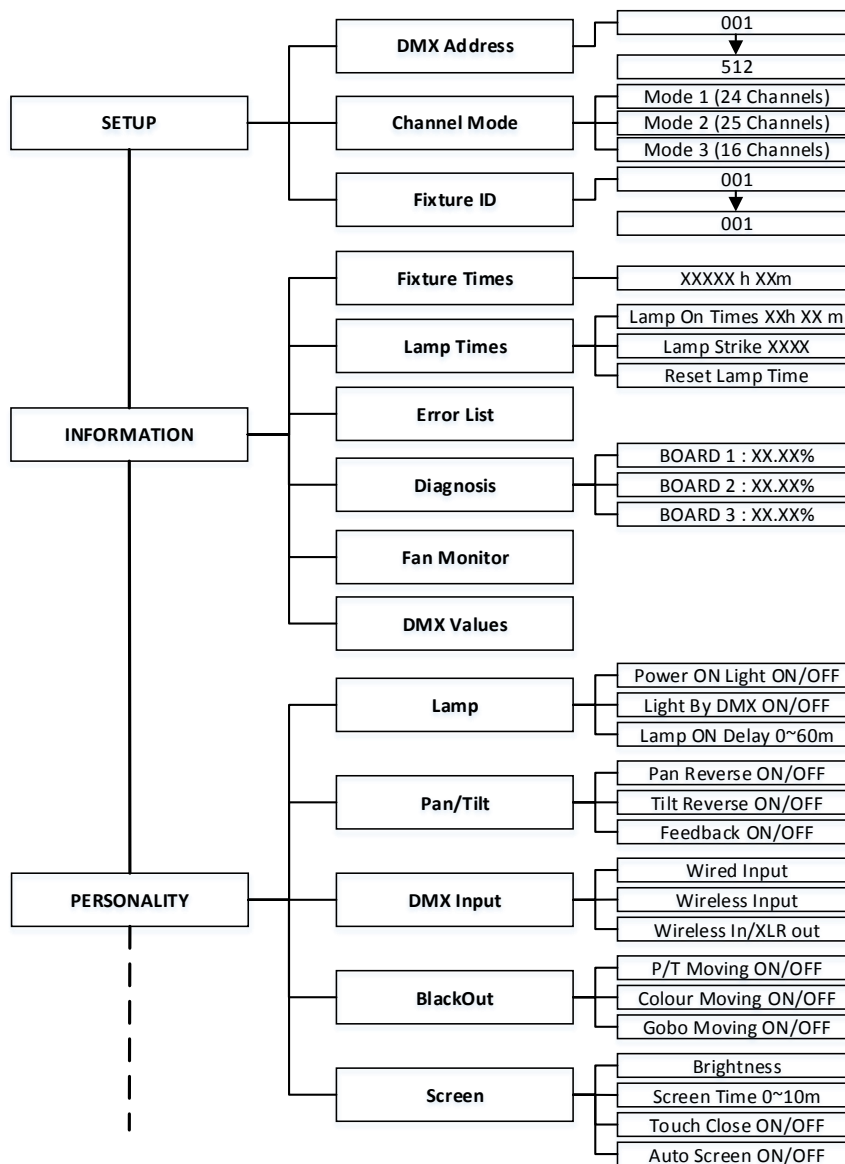 DMX Address
001
512
SETUP
Channel Mode
Mode 1 (24 Channels)
Mode 2 (25 Channels)
Mode 3 (16 Channels)
Fixture ID
001
001
Fixture Times
XXXXX h XXm
Lamp Times
Lamp On Times XXh XX m
Lamp Strike XXXX
Reset Lamp Time
INFORMATION
Error List
Diagnosis
BOARD 1 : XX.XX%
BOARD 2 : XX.XX%
BOARD 3 : XX.XX%
Fan Monitor
DMX Values
Lamp
Power ON Light ON/OFF
Light By DMX ON/OFF
Lamp ON Delay 0~60m
Pan/Tilt
Pan Reverse ON/OFF
Tilt Reverse ON/OFF
Feedback ON/OFF
PERSONALITY
DMX Input
Wired Input
Wireless Input
Wireless In/XLR out
BlackOut
P/T Moving ON/OFF
Colour Moving ON/OFF
Gobo Moving ON/OFF
Screen
Brightness
Screen Time 0~10m
Touch Close ON/OFF
Auto Screen ON/OFF